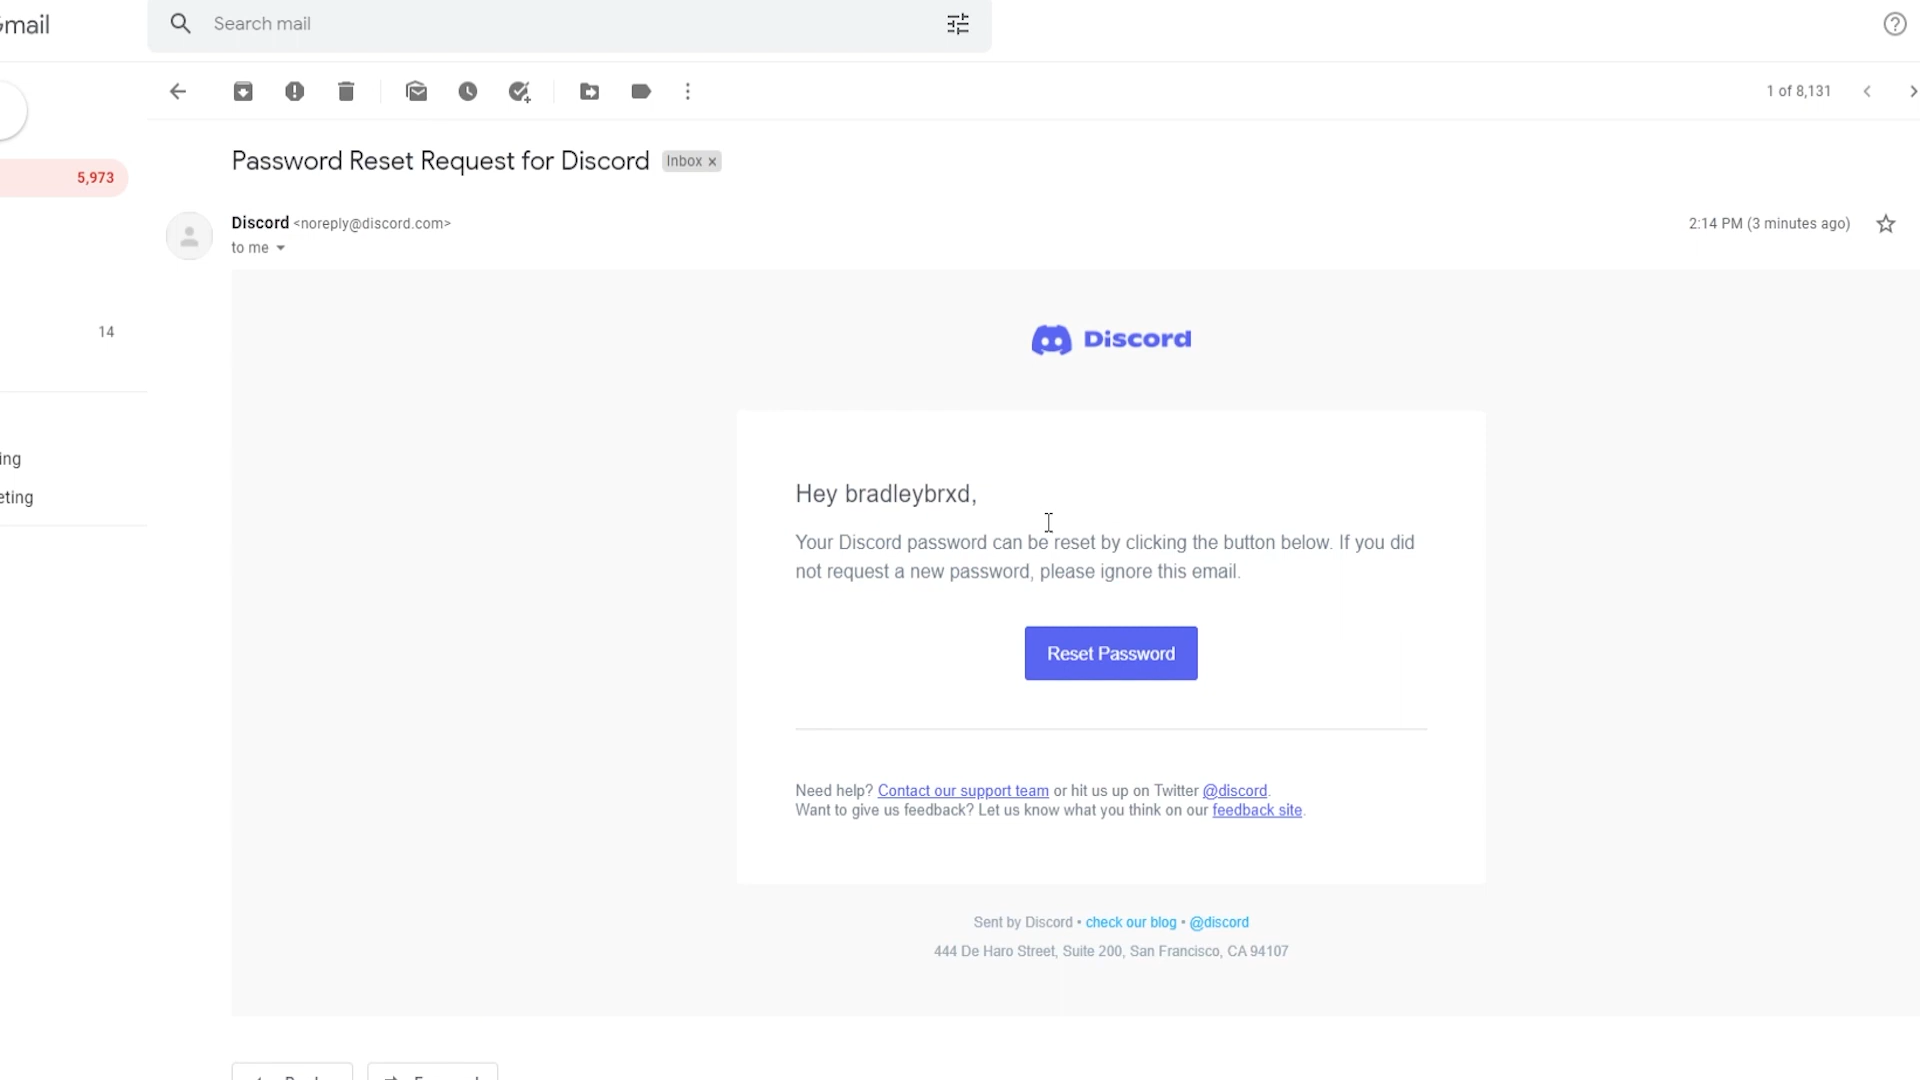 Gmail
Search mail
1 of 8,131
5,973
Password Reset Request for Discord
Inbox ×
Discord <noreply@discord.com>
2:14 PM (3 minutes ago)
to me
14
Discord
ing
eting
Hey bradleybrxd,
Your Discord password can be reset by clicking the button below. If you did
not request a new password, please ignore this email.
Reset Password
Need help? Contact our support team or hit us up on Twitter @discord.
Want to give us feedback? Let us know what you think on our feedback site.
Sent by Discord • check our blog • @discord
444 De Haro Street, Suite 200, San Francisco, CA 94107